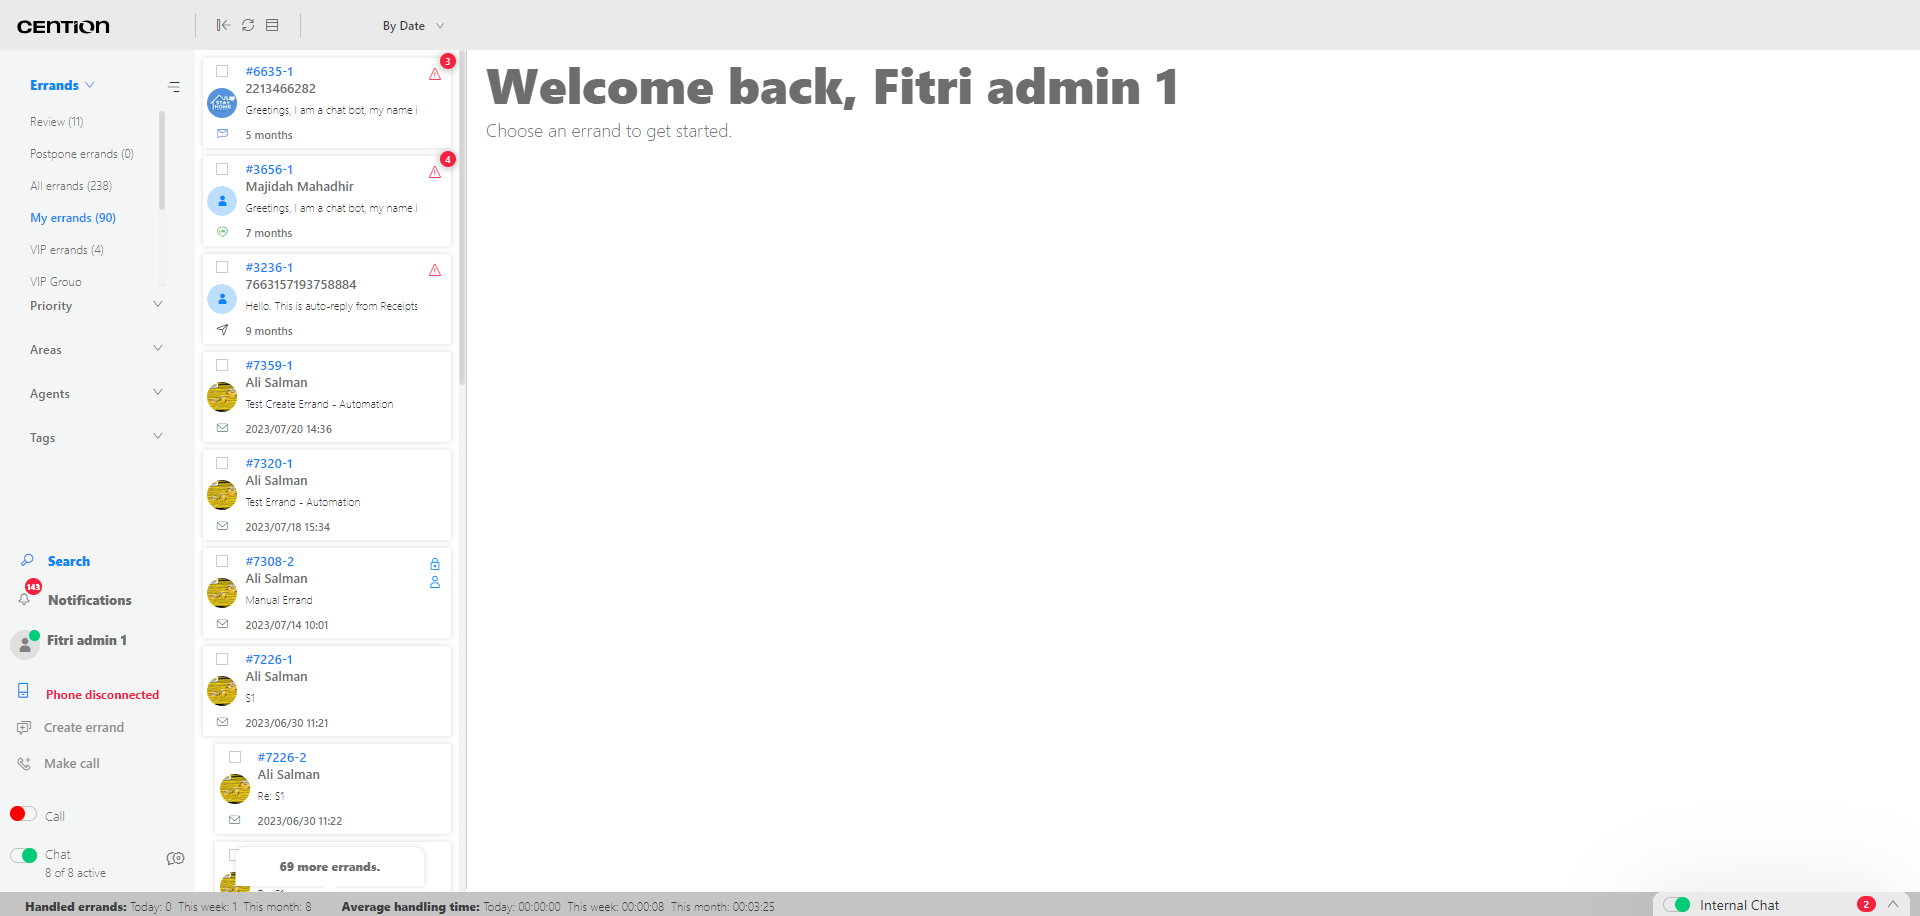 CENTION
By Date
Errands
Review (11)
Postpone errands (0)
All errands (238)
My errands (90)
VIP errands (4)
VIP Group
Priority
Areas
Agents
Tags
Search
143
Notifications
Fitri admin 1
Phone disconnected
Create errand
Make call
Call
Chat
8 of 8 active
#6635-1
3
2213466282
STAY
HOME
Greetings, I am a chat bot, my name i
5 months
#3656-1
4
Majidah Mahadhir
Greetings, I am a chat bot, my name i
7 months
#3236-1
7663157193758884
Hello. This is auto-reply from Receipts
9 months
#7359-1
Ali Salman
Test Create Errand - Automation
2023/07/20 14:36
#7320-1
Ali Salman
Test Errand - Automation
2023/07/18 15:34
#7308-2
Ali Salman
Manual Errand
2023/07/14 10:01
#7226-1
Ali Salman
S1
2023/06/30 11:21
#7226-2
Ali Salman
Re: S1
2023/06/30 11:22
69 more errands.
Welcome back, Fitri admin 1
Choose an errand to get started.
Handled errands: Today: 0 This week: 1 This month: 8 Average handling time: Today: 00:00:00 This week: 00:00:08 This month: 00:03:25
Internal Chat 2